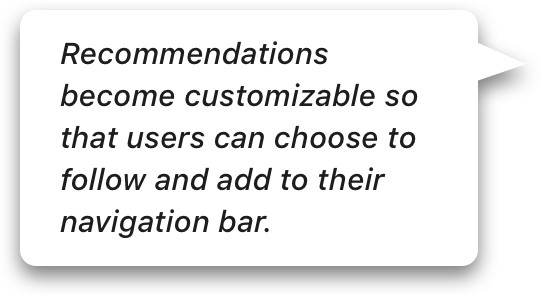 Recommendations
become customizable so
that users can choose to
follow and add to their
navigation bar.